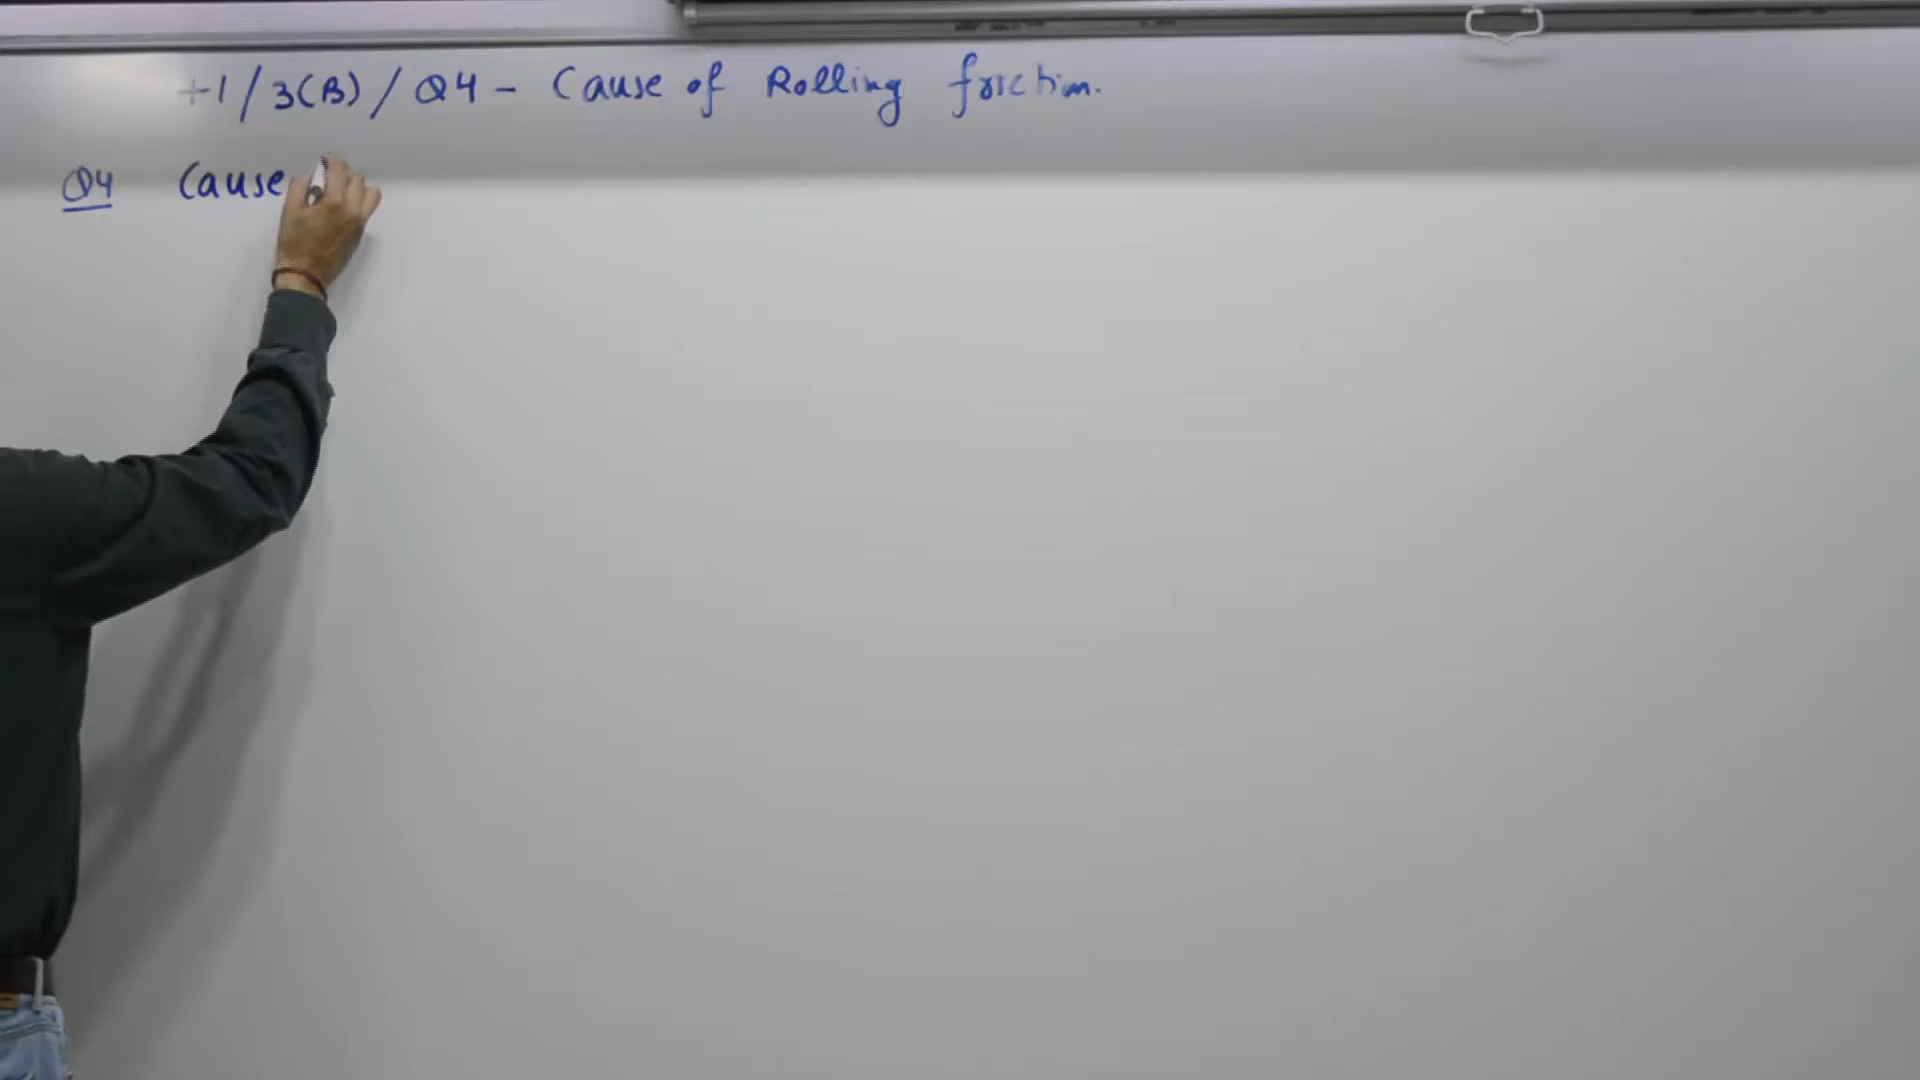 +1/3(B)/Q4 - Cause of Rolling friction.
Q4 Cause